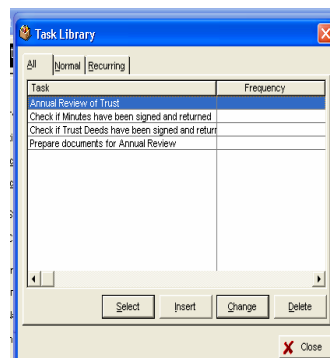 Task Library
All Normal Recurring
Task Frequency
Annual Review of Trust
Check if Minutes have been signed and returned
Check if Trust Deeds have been signed and returr
Prepare documents for Annual Review
Select Insert Change Delete
Close